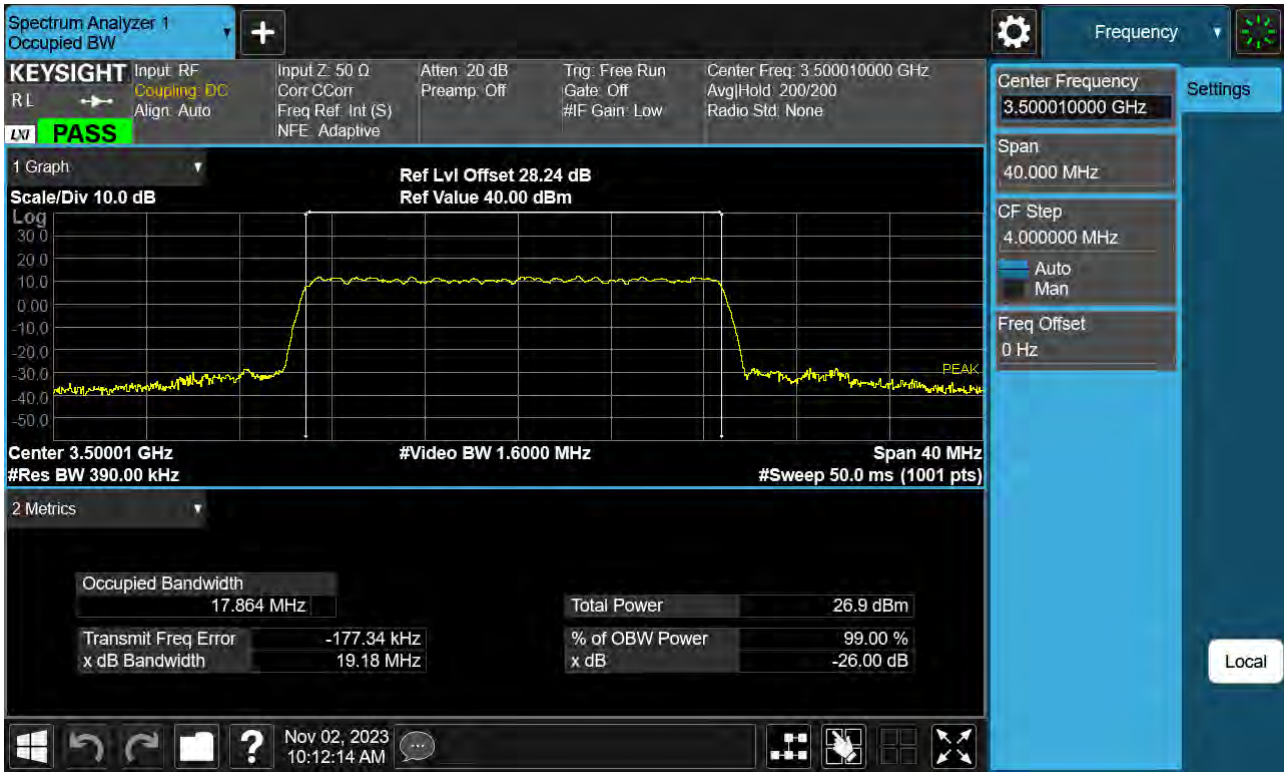 Spectrum Analyzer 1
Occupied BW
Frequency
KEYSIGHT
RL
LXI PASS
Input: RF
Coupling: DC
Align: Auto
Input Z: 50 Ω
Corr CCorr
Freq Ref: Int (S)
NFE: Adaptive
Atten: 20 dB
Preamp: Off
Trig: Free Run
Gate: Off
#IF Gain: Low
Center Freq: 3.500010000 GHz
Avg|Hold: 200/200
Radio Std: None
Center Frequency
3.500010000 GHz
Settings
Span
40.000 MHz
CF Step
4.000000 MHz
Auto
Man
Freq Offset
0 Hz
Local
1 Graph
Scale/Div 10.0 dB
Ref Lvl Offset 28.24 dB
Ref Value 40.00 dBm
Log
30.0
20.0
10.0
0.00
-10.0
-20.0
-30.0
-40.0
-50.0
PEAK
Center 3.50001 GHz
#Video BW 1.6000 MHz
Span 40 MHz
#Res BW 390.00 kHz
#Sweep 50.0 ms (1001 pts)
2 Metrics
Occupied Bandwidth
17.864 MHz
Total Power 26.9 dBm
Transmit Freq Error -177.34 kHz
% of OBW Power 99.00 %
x dB Bandwidth 19.18 MHz
x dB -26.00 dB
?
Nov 02, 2023
10:12:14 AM